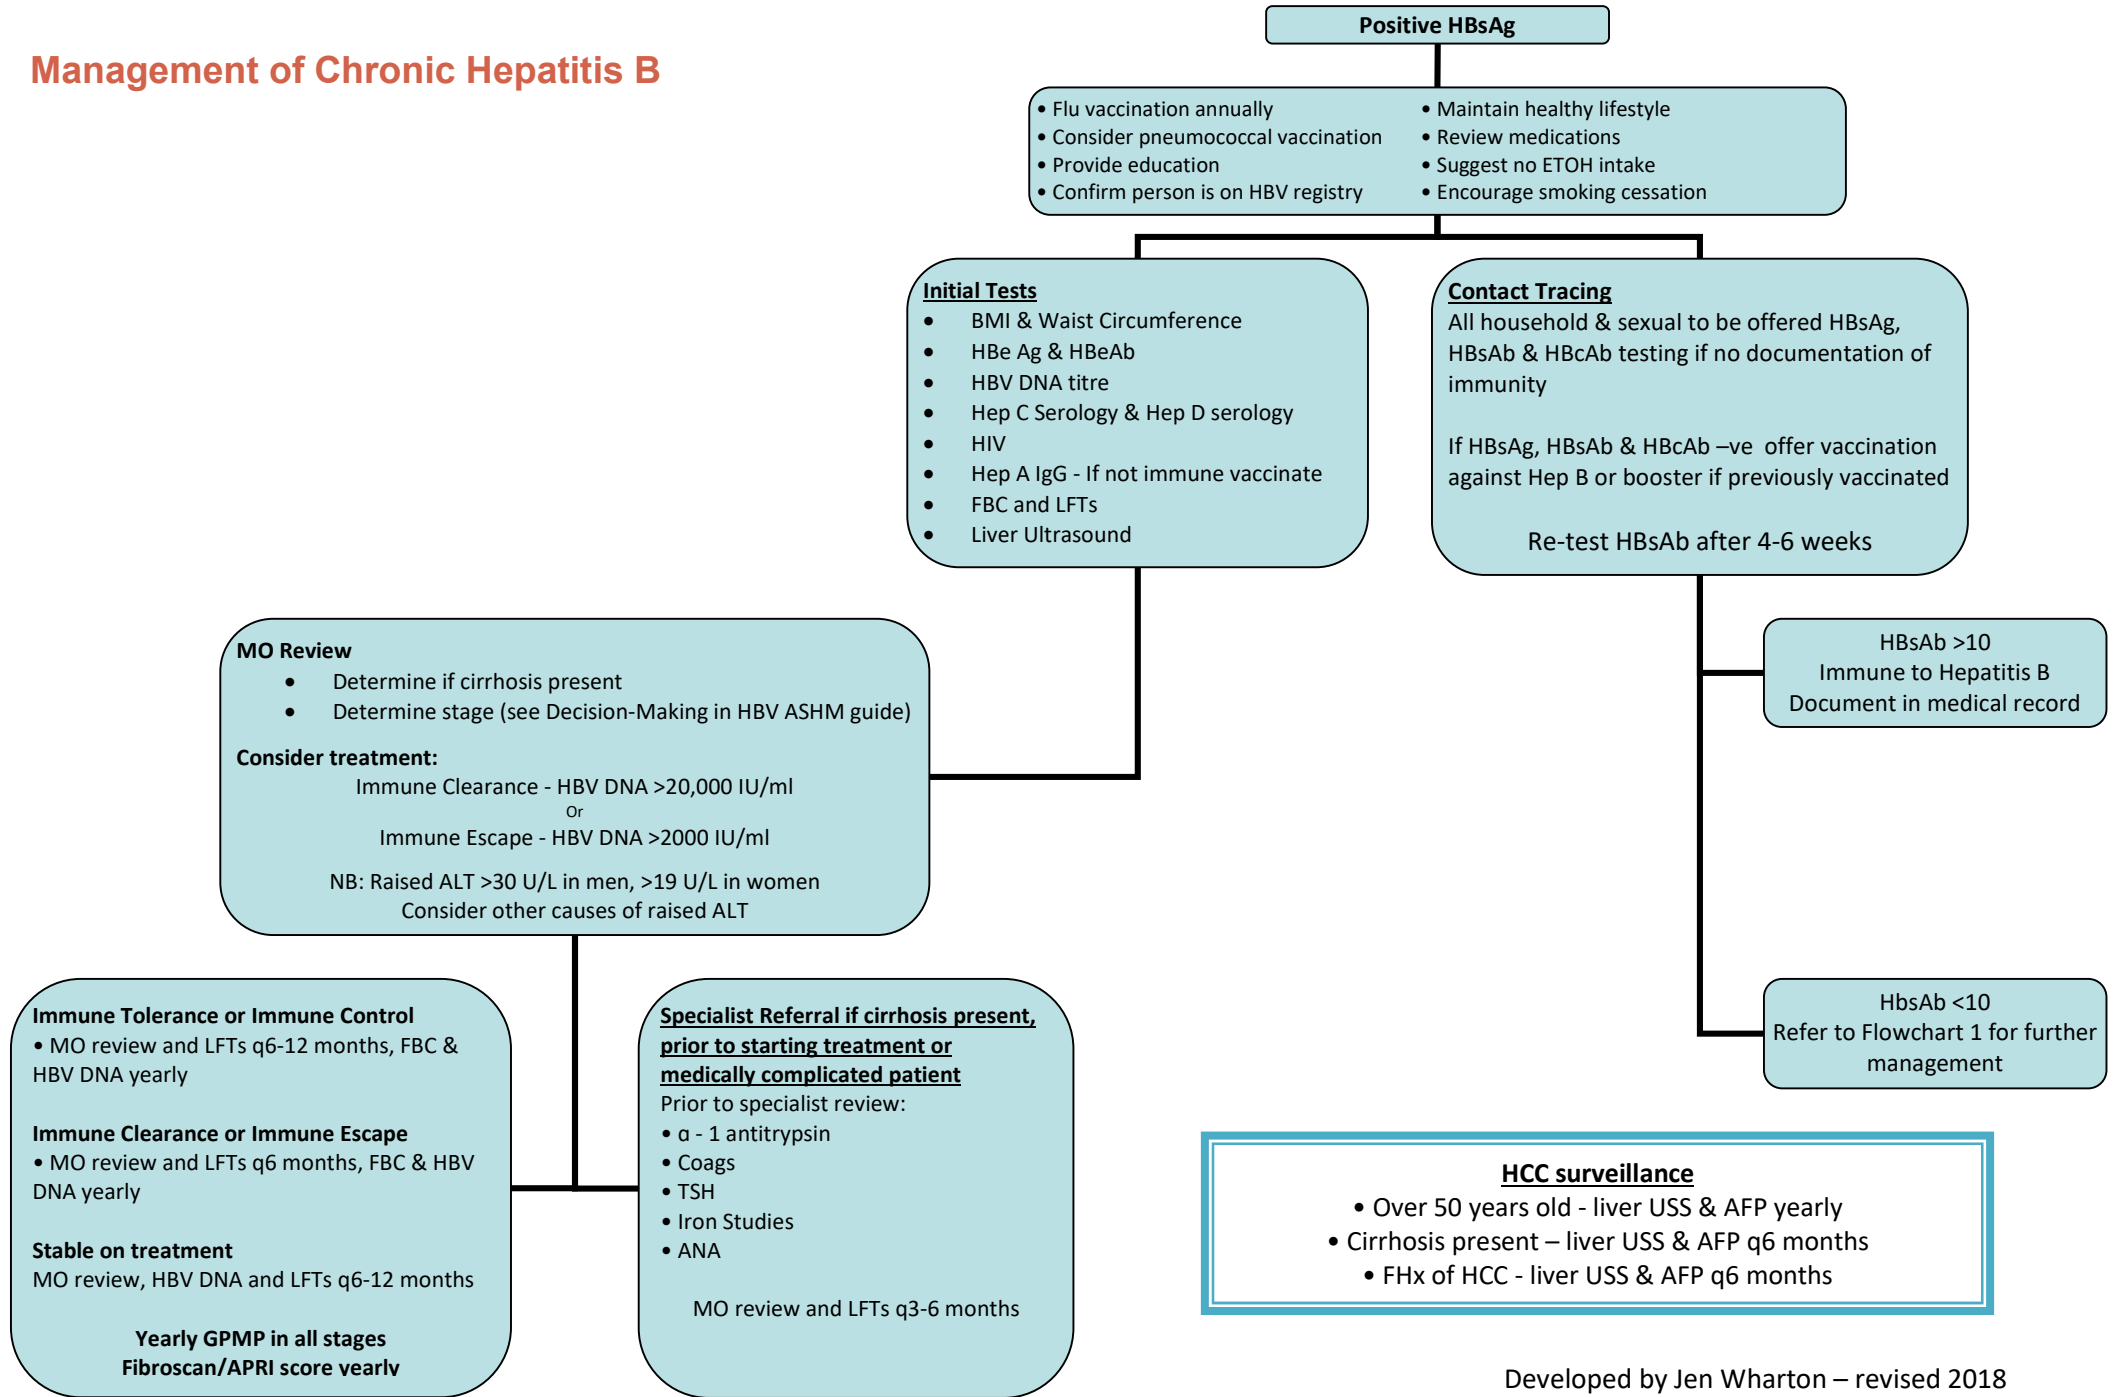 Management of Chronic Hepatitis B
Positive HBsAg
• Flu vaccination annually
• Consider pneumococcal vaccination
• Provide education
• Confirm person is on HBV registry
• Maintain healthy lifestyle
• Review medications
• Suggest no ETOH intake
• Encourage smoking cessation
Initial Tests
• BMI & Waist Circumference
• HBe Ag & HBeAb
• HBV DNA titre
• Hep C Serology & Hep D serology
• HIV
• Hep A IgG - If not immune vaccinate
• FBC and LFTs
• Liver Ultrasound
Contact Tracing
All household & sexual to be offered HBsAg,
HBsAb & HBcAb testing if no documentation of
immunity
If HBsAg, HBsAb & HBcAb –ve offer vaccination
against Hep B or booster if previously vaccinated
Re-test HBsAb after 4-6 weeks
MO Review
• Determine if cirrhosis present
• Determine stage (see Decision-Making in HBV ASHM guide)
Consider treatment:
Immune Clearance - HBV DNA >20,000 IU/ml
Or
Immune Escape - HBV DNA >2000 IU/ml
NB: Raised ALT >30 U/L in men, >19 U/L in women
Consider other causes of raised ALT
HBsAb >10
Immune to Hepatitis B
Document in medical record
HbsAb <10
Refer to Flowchart 1 for further
management
Immune Tolerance or Immune Control
• MO review and LFTs q6-12 months, FBC &
HBV DNA yearly
Immune Clearance or Immune Escape
• MO review and LFTs q6 months, FBC & HBV
DNA yearly
Stable on treatment
MO review, HBV DNA and LFTs q6-12 months
Yearly GPMP in all stages
Fibroscan/APRI score yearly
Specialist Referral if cirrhosis present,
prior to starting treatment or
medically complicated patient
Prior to specialist review:
• α - 1 antitrypsin
• Coags
• TSH
• Iron Studies
• ANA
MO review and LFTs q3-6 months
HCC surveillance
• Over 50 years old - liver USS & AFP yearly
• Cirrhosis present – liver USS & AFP q6 months
• FHx of HCC - liver USS & AFP q6 months
Developed by Jen Wharton – revised 2018